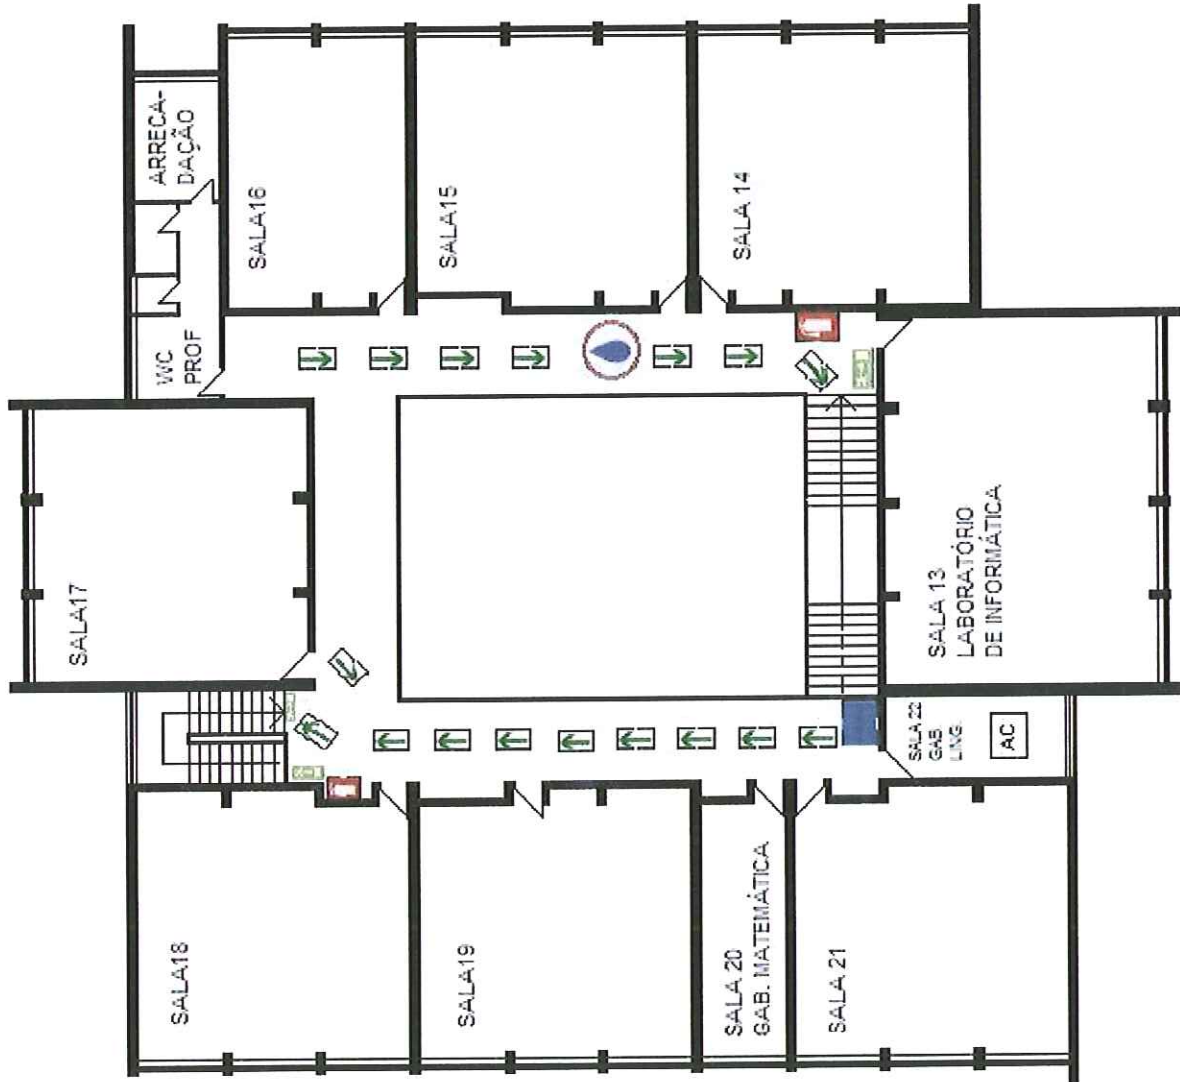 ARRECA-
DAÇÃO
WC
PROF
SALA16
SALA15
SALA 14
SALA17
SALA 13
LABORATÓRIO
DE INFORMÁTICA
SALA 22
GAB
LING.
AC
SALA18
SALA19
SALA 20
GAB. MATEMÁTICA
SALA 21